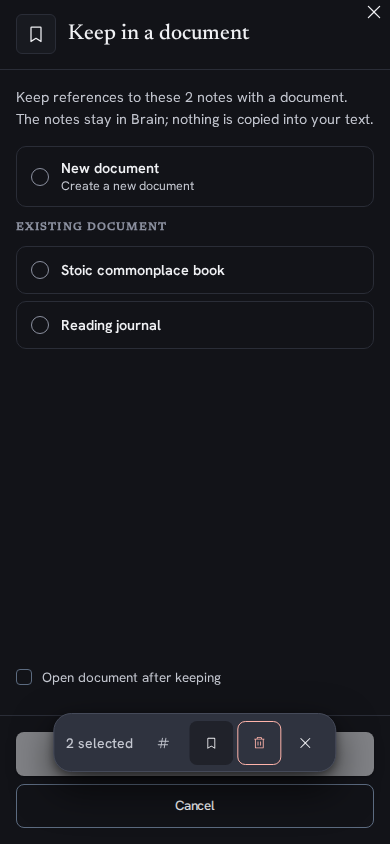 Keep in a document
Keep references to these 2 notes with a document.
The notes stay in Brain; nothing is copied into your text.
New document
Create a new document
EXISTING DOCUMENT
Stoic commonplace book
Reading journal
Open document after keeping
2 selected
Cancel